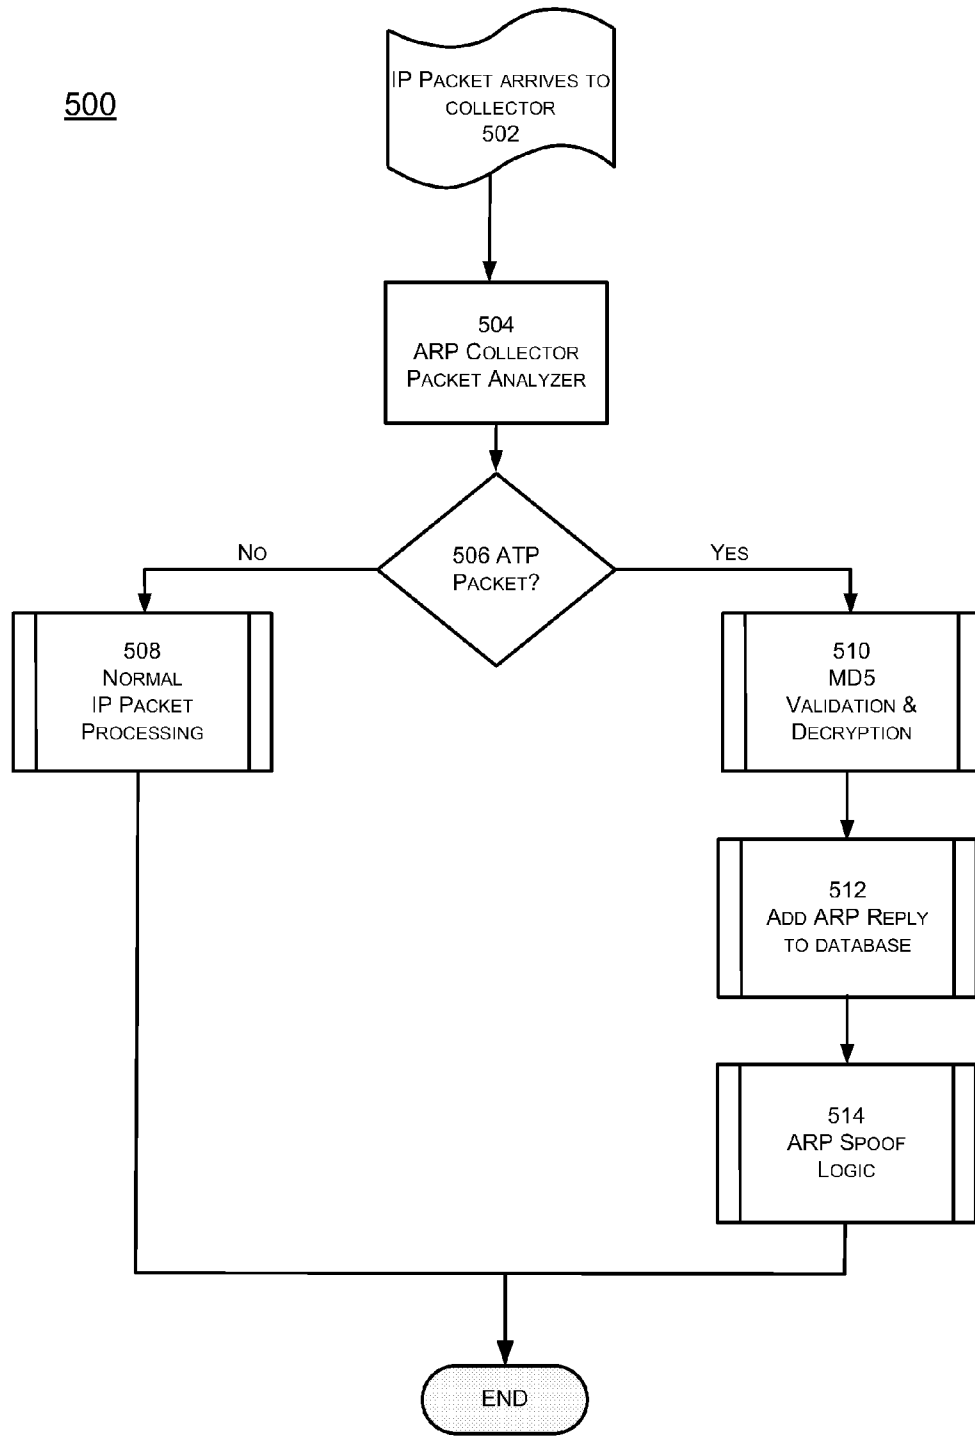 500
IP PACKET ARRIVES TO
COLLECTOR
502
504
ARP COLLECTOR
PACKET ANALYZER
506 ATP
PACKET?
NO
YES
508
NORMAL
IP PACKET
PROCESSING
510
MD5
VALIDATION &
DECRYPTION
512
ADD ARP REPLY
TO DATABASE
514
ARP SPOOF
LOGIC
END